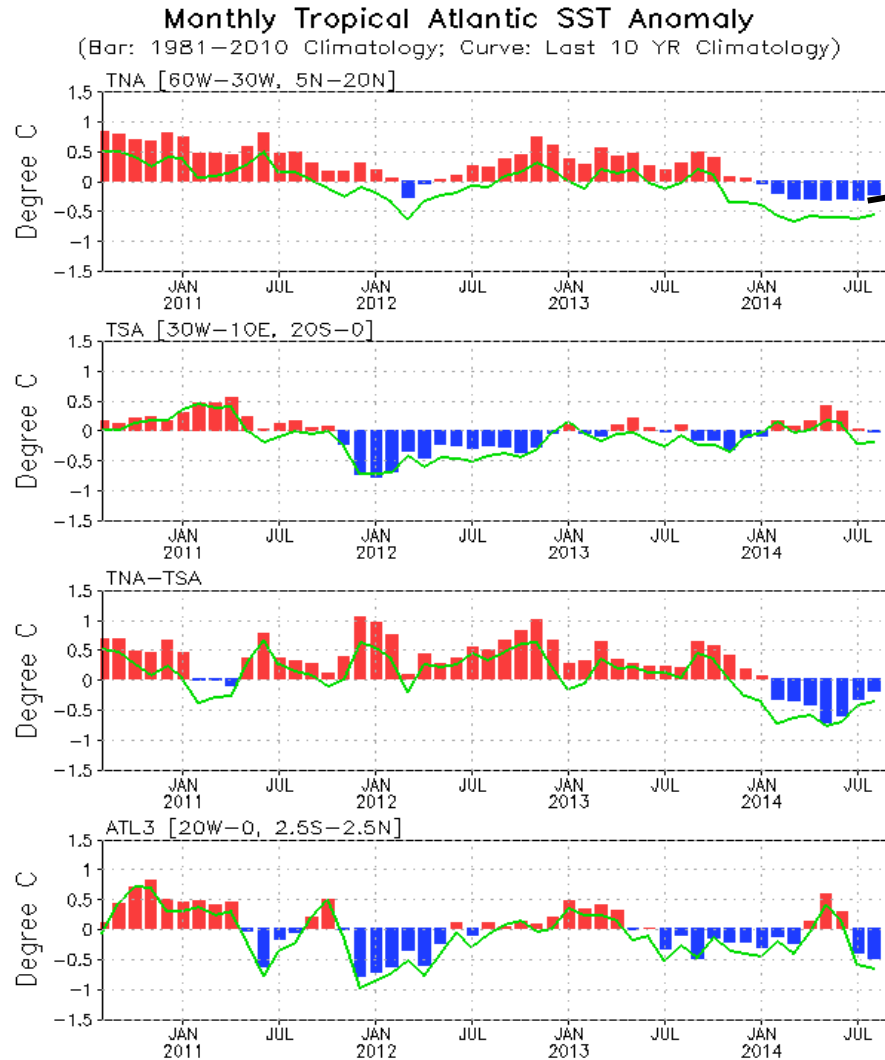 Monthly Tropical Atlantic SST Anomaly
(Bar: 1981-2010 Climatology; Curve: Last 10 YR Climatology)
TNA [60W-30W, 5N-20N]
Degree C
1.5
1
0.5
0
-0.5
-1
-1.5
JAN JUL JAN JUL JAN JUL JAN JUL
2011 2012 2013 2014
TSA [30W-10E, 20S-0]
Degree C
1.5
1
0.5
0
-0.5
-1
-1.5
JAN JUL JAN JUL JAN JUL JAN JUL
2011 2012 2013 2014
TNA-TSA
Degree C
1.5
1
0.5
0
-0.5
-1
-1.5
JAN JUL JAN JUL JAN JUL JAN JUL
2011 2012 2013 2014
ATL3 [20W-0, 2.5S-2.5N]
Degree C
1.5
1
0.5
0
-0.5
-1
-1.5
JAN JUL JAN JUL JAN JUL JAN JUL
2011 2012 2013 2014